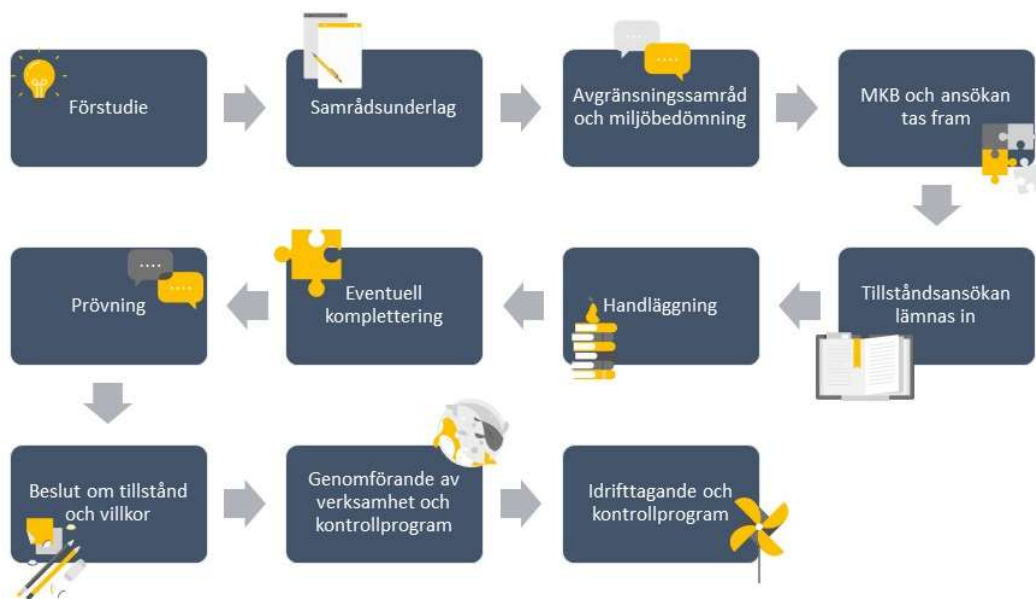 Förstudie
Samrådsunderlag
Avgränsningssamråd
och miljöbedömning
MKB och ansökan
tas fram
Tillståndsansökan
lämnas in
Handläggning
Eventuell
komplettering
Prövning
Beslut om tillstånd
och villkor
Genomförande av
verksamhet och
kontrollprogram
Idrifttagande och
kontrollprogram